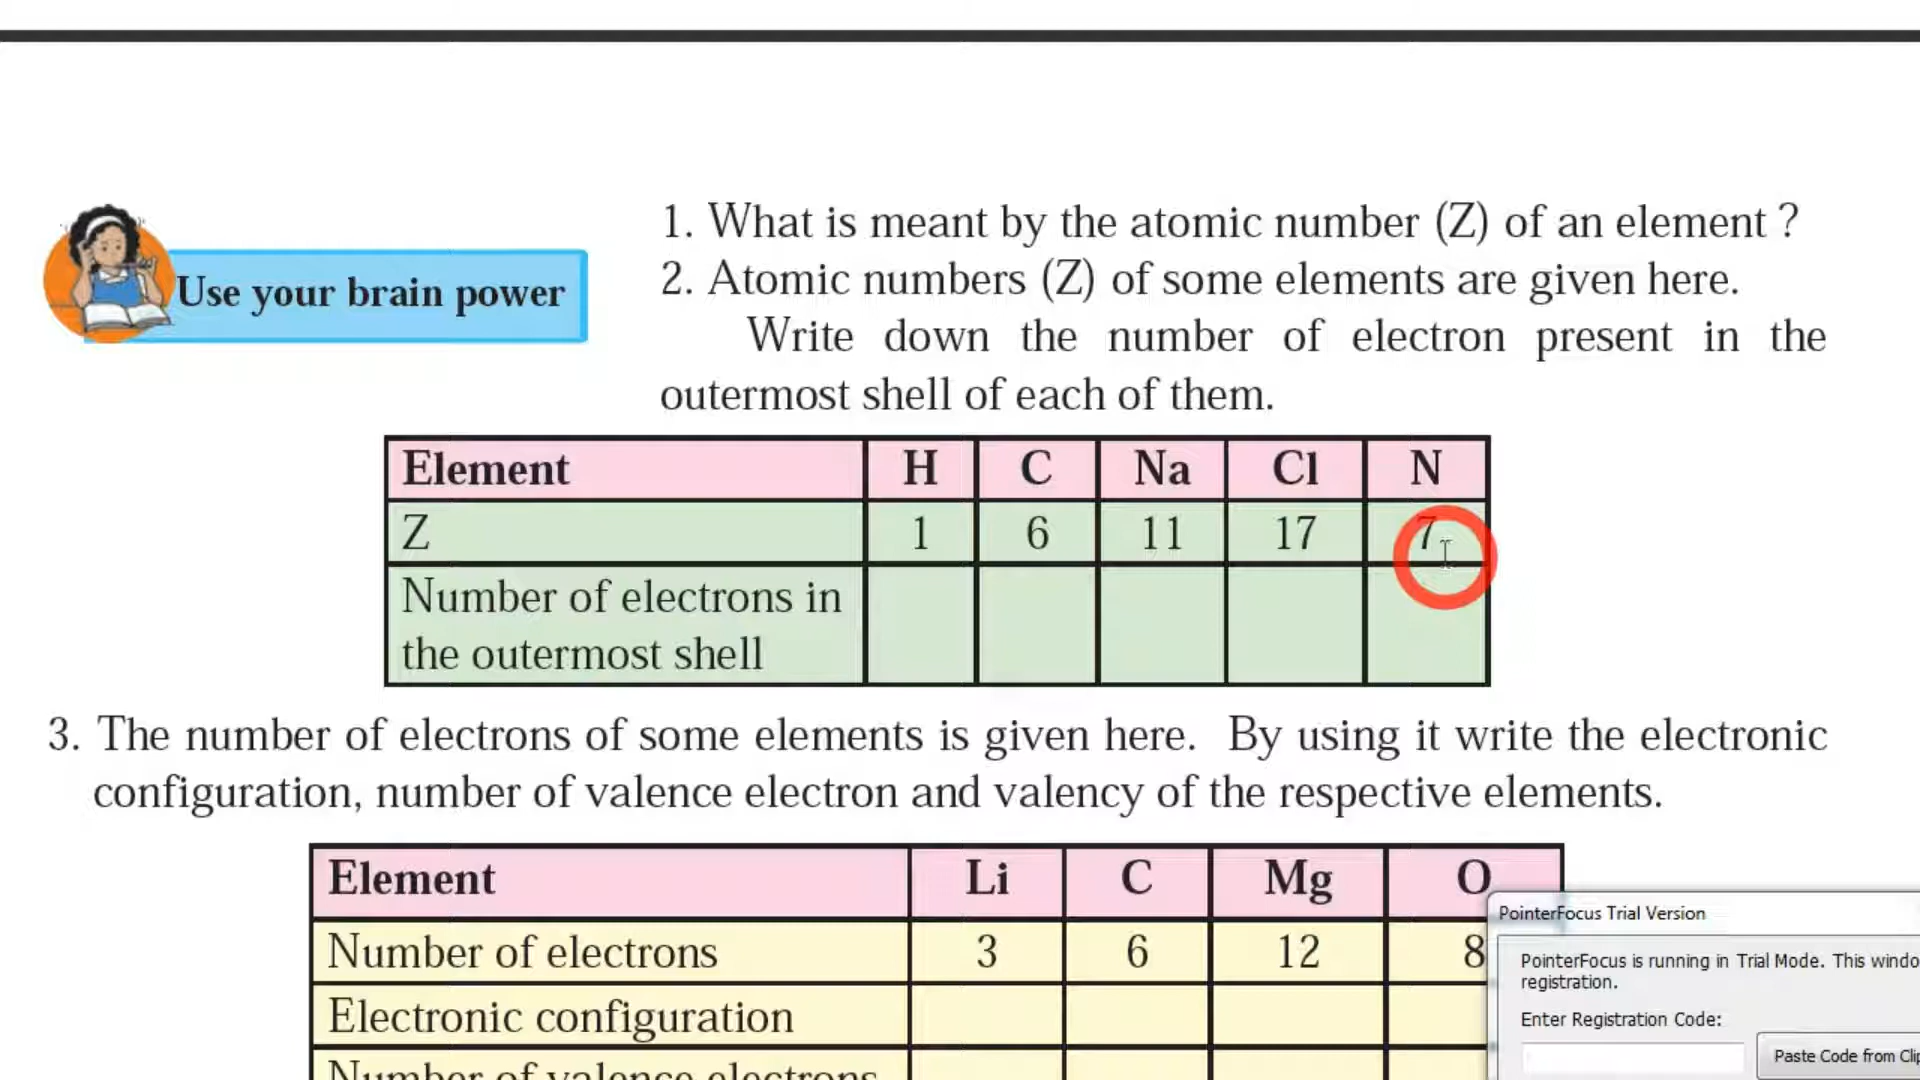 1. What is meant by the atomic number (Z) of an element ?
Use your brain power
2. Atomic numbers (Z) of some elements are given here.
Write down the number of electron present in the
outermost shell of each of them.
Element H C Na Cl N
Z 1 6 11 17 7
Number of electrons in
the outermost shell
3. The number of electrons of some elements is given here. By using it write the electronic
configuration, number of valence electron and valency of the respective elements.
Element Li C Mg O
Number of electrons 3 6 12 8
Electronic configuration
Number of valence electrons
PointerFocus Trial Version
PointerFocus is running in Trial Mode. This windo
registration.
Enter Registration Code:
Paste Code from Clip